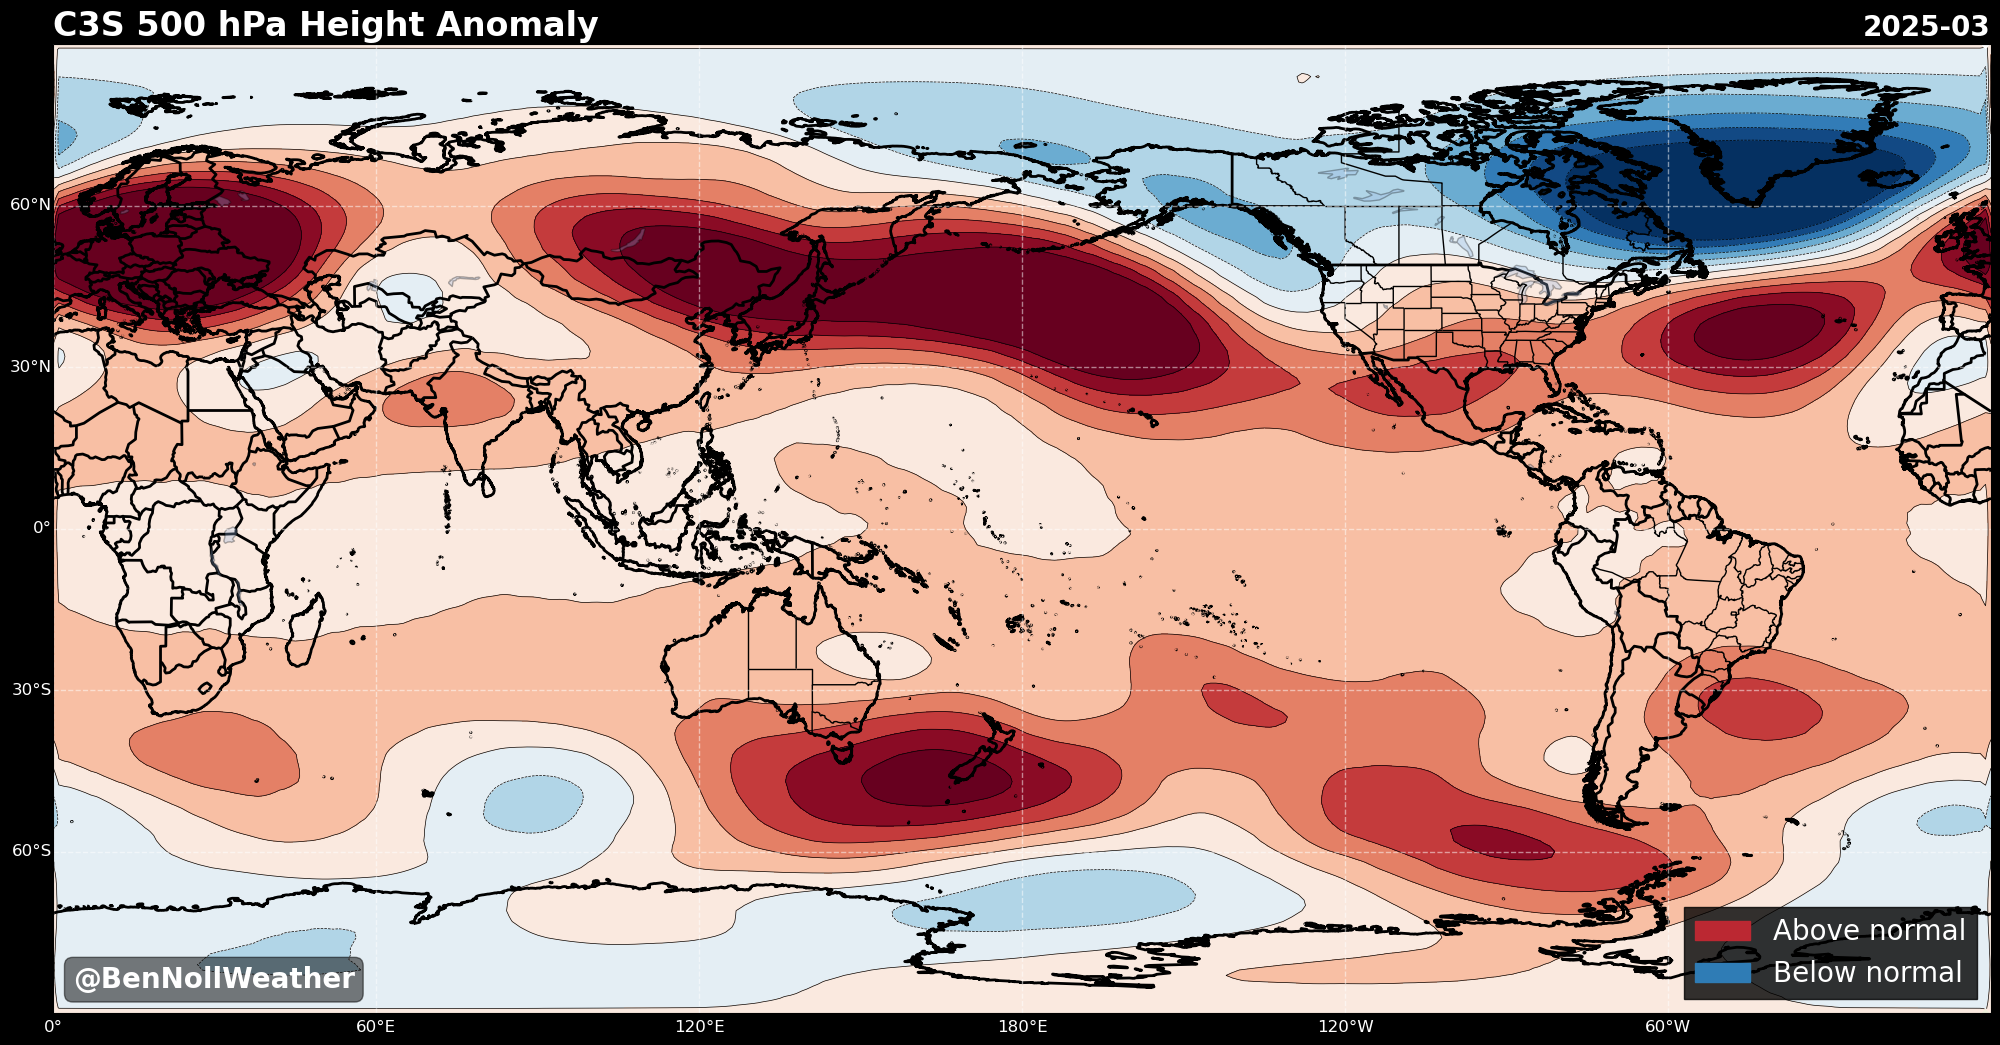 C3S 500 hPa Height Anomaly
2025-03
60°N
30°N
0°
30°S
60°S
Above normal
Below normal
@BenNollWeather
0°
60°E
120°E
180°E
120°W
60°W